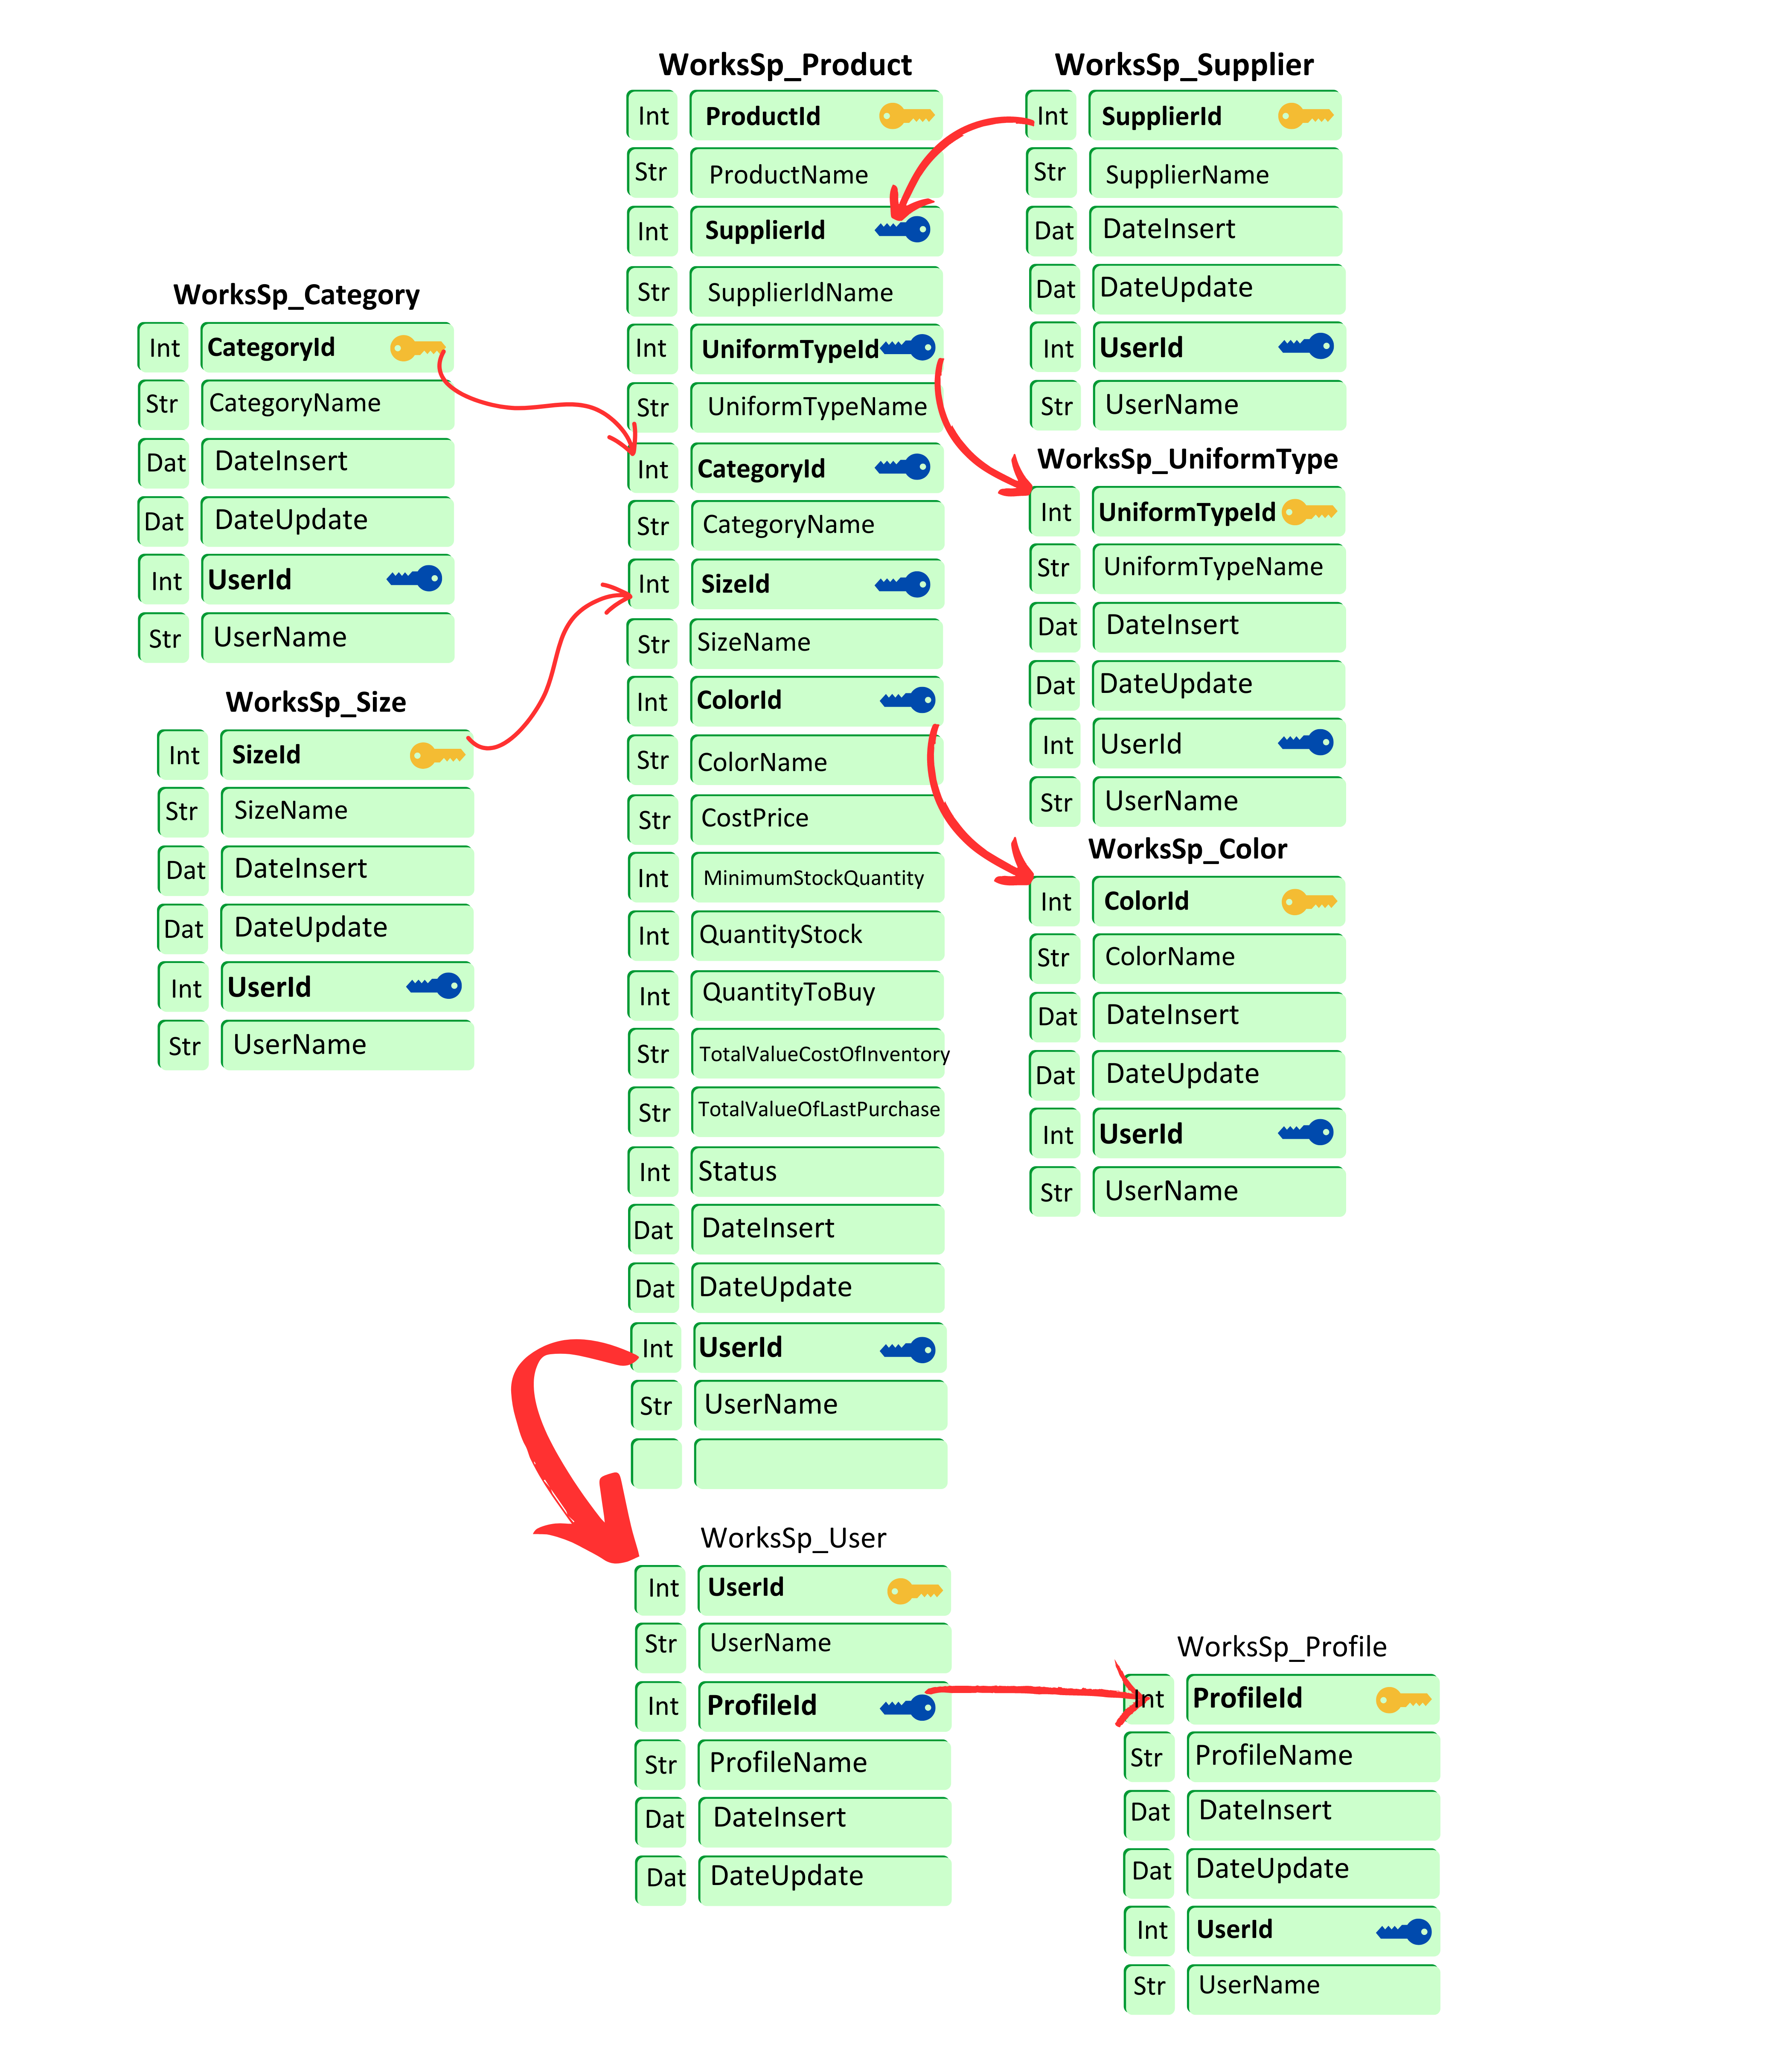 WorksSp_Product
Int ProductId
Str ProductName
Int SupplierId
Str SupplierIdName
Int UniformTypeId
Str UniformTypeName
Int CategoryId
Str CategoryName
Int SizeId
Str SizeName
Int ColorId
Str ColorName
Str CostPrice
Int MinimumStockQuantity
Int QuantityStock
Int QuantityToBuy
Str TotalValueCostOfInventory
Str TotalValueOfLastPurchase
Int Status
Dat DateInsert
Dat DateUpdate
Int UserId
Str UserName
WorksSp_Supplier
Int SupplierId
Str SupplierName
Dat DateInsert
Dat DateUpdate
Int UserId
Str UserName
WorksSp_Category
Int CategoryId
Str CategoryName
Dat DateInsert
Dat DateUpdate
Int UserId
Str UserName
WorksSp_UniformType
Int UniformTypeId
Str UniformTypeName
Dat DateInsert
Dat DateUpdate
Int UserId
Str UserName
WorksSp_Size
Int SizeId
Str SizeName
Dat DateInsert
Dat DateUpdate
Int UserId
Str UserName
WorksSp_Color
Int ColorId
Str ColorName
Dat DateInsert
Dat DateUpdate
Int UserId
Str UserName
WorksSp_User
Int UserId
Str UserName
Int ProfileId
Str ProfileName
Dat DateInsert
Dat DateUpdate
WorksSp_Profile
Int ProfileId
Str ProfileName
Dat DateInsert
Dat DateUpdate
Int UserId
Str UserName